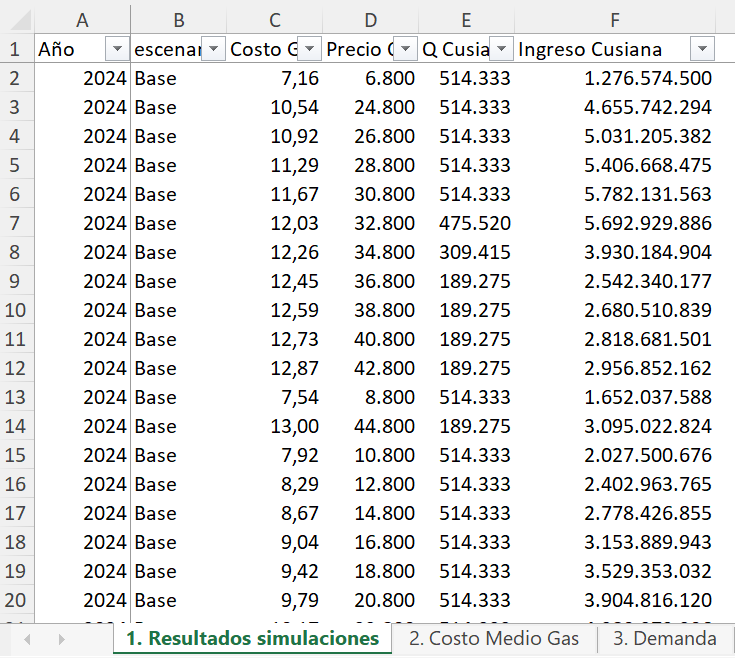 A B C D E F
1 Año escenar Costo G Precio Q Cusia Ingreso Cusiana
2 2024 Base 7,16 6.800 514.333 1.276.574.500
3 2024 Base 10,54 24.800 514.333 4.655.742.294
4 2024 Base 10,92 26.800 514.333 5.031.205.382
5 2024 Base 11,29 28.800 514.333 5.406.668.475
6 2024 Base 11,67 30.800 514.333 5.782.131.563
7 2024 Base 12,03 32.800 475.520 5.692.929.886
8 2024 Base 12,26 34.800 309.415 3.930.184.904
9 2024 Base 12,45 36.800 189.275 2.542.340.177
10 2024 Base 12,59 38.800 189.275 2.680.510.839
11 2024 Base 12,73 40.800 189.275 2.818.681.501
12 2024 Base 12,87 42.800 189.275 2.956.852.162
13 2024 Base 7,54 8.800 514.333 1.652.037.588
14 2024 Base 13,00 44.800 189.275 3.095.022.824
15 2024 Base 7,92 10.800 514.333 2.027.500.676
16 2024 Base 8,29 12.800 514.333 2.402.963.765
17 2024 Base 8,67 14.800 514.333 2.778.426.855
18 2024 Base 9,04 16.800 514.333 3.153.889.943
19 2024 Base 9,42 18.800 514.333 3.529.353.032
20 2024 Base 9,79 20.800 514.333 3.904.816.120
1. Resultados simulaciones 2. Costo Medio Gas 3. Demanda